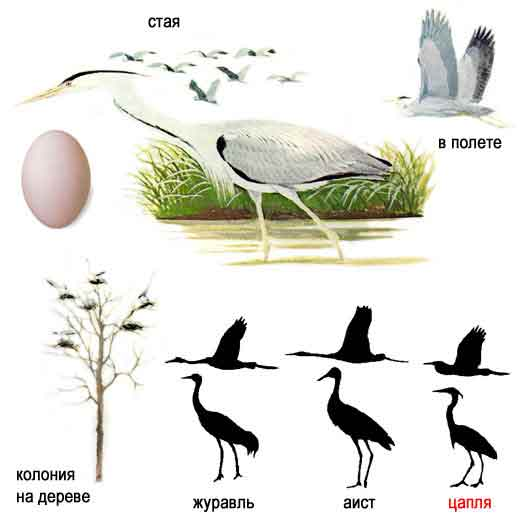 стая
в полете
колония
на дереве
журавль
аист
цапля